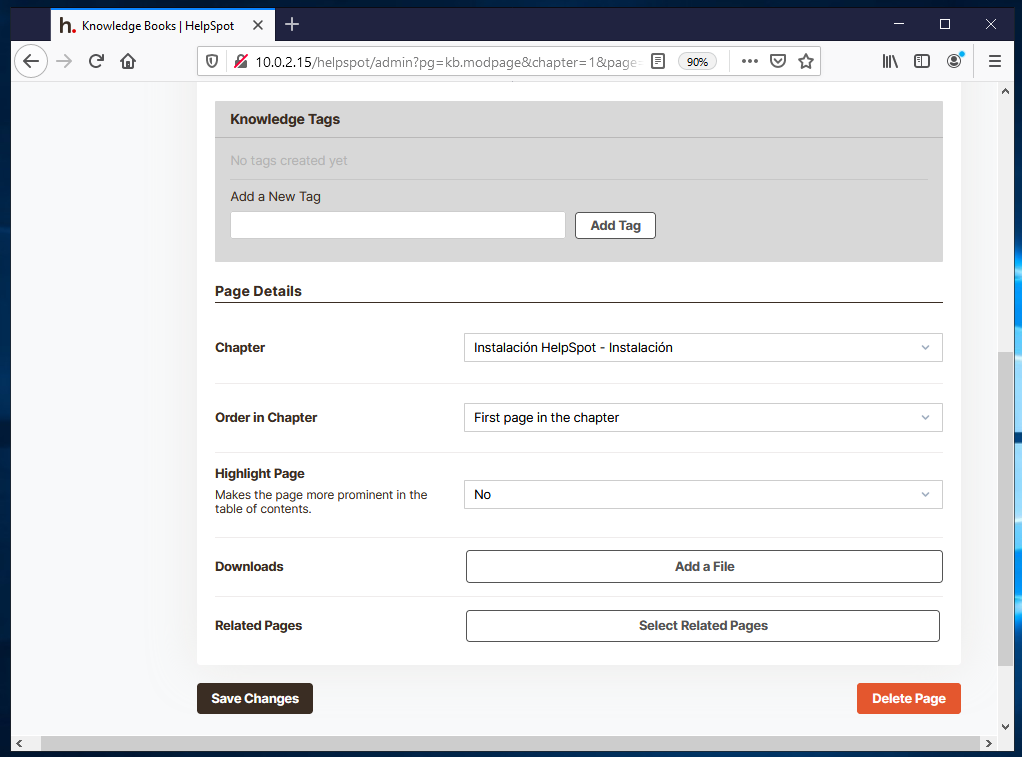 h. Knowledge Books | HelpSpot
10.0.2.15/helpspot/admin?pg=kb.modpage&chapter=1&page=
90%
Knowledge Tags
No tags created yet
Add a New Tag
Add Tag
Page Details
Chapter
Instalación HelpSpot - Instalación
Order in Chapter
First page in the chapter
Highlight Page
Makes the page more prominent in the
table of contents.
No
Downloads
Add a File
Related Pages
Select Related Pages
Save Changes
Delete Page